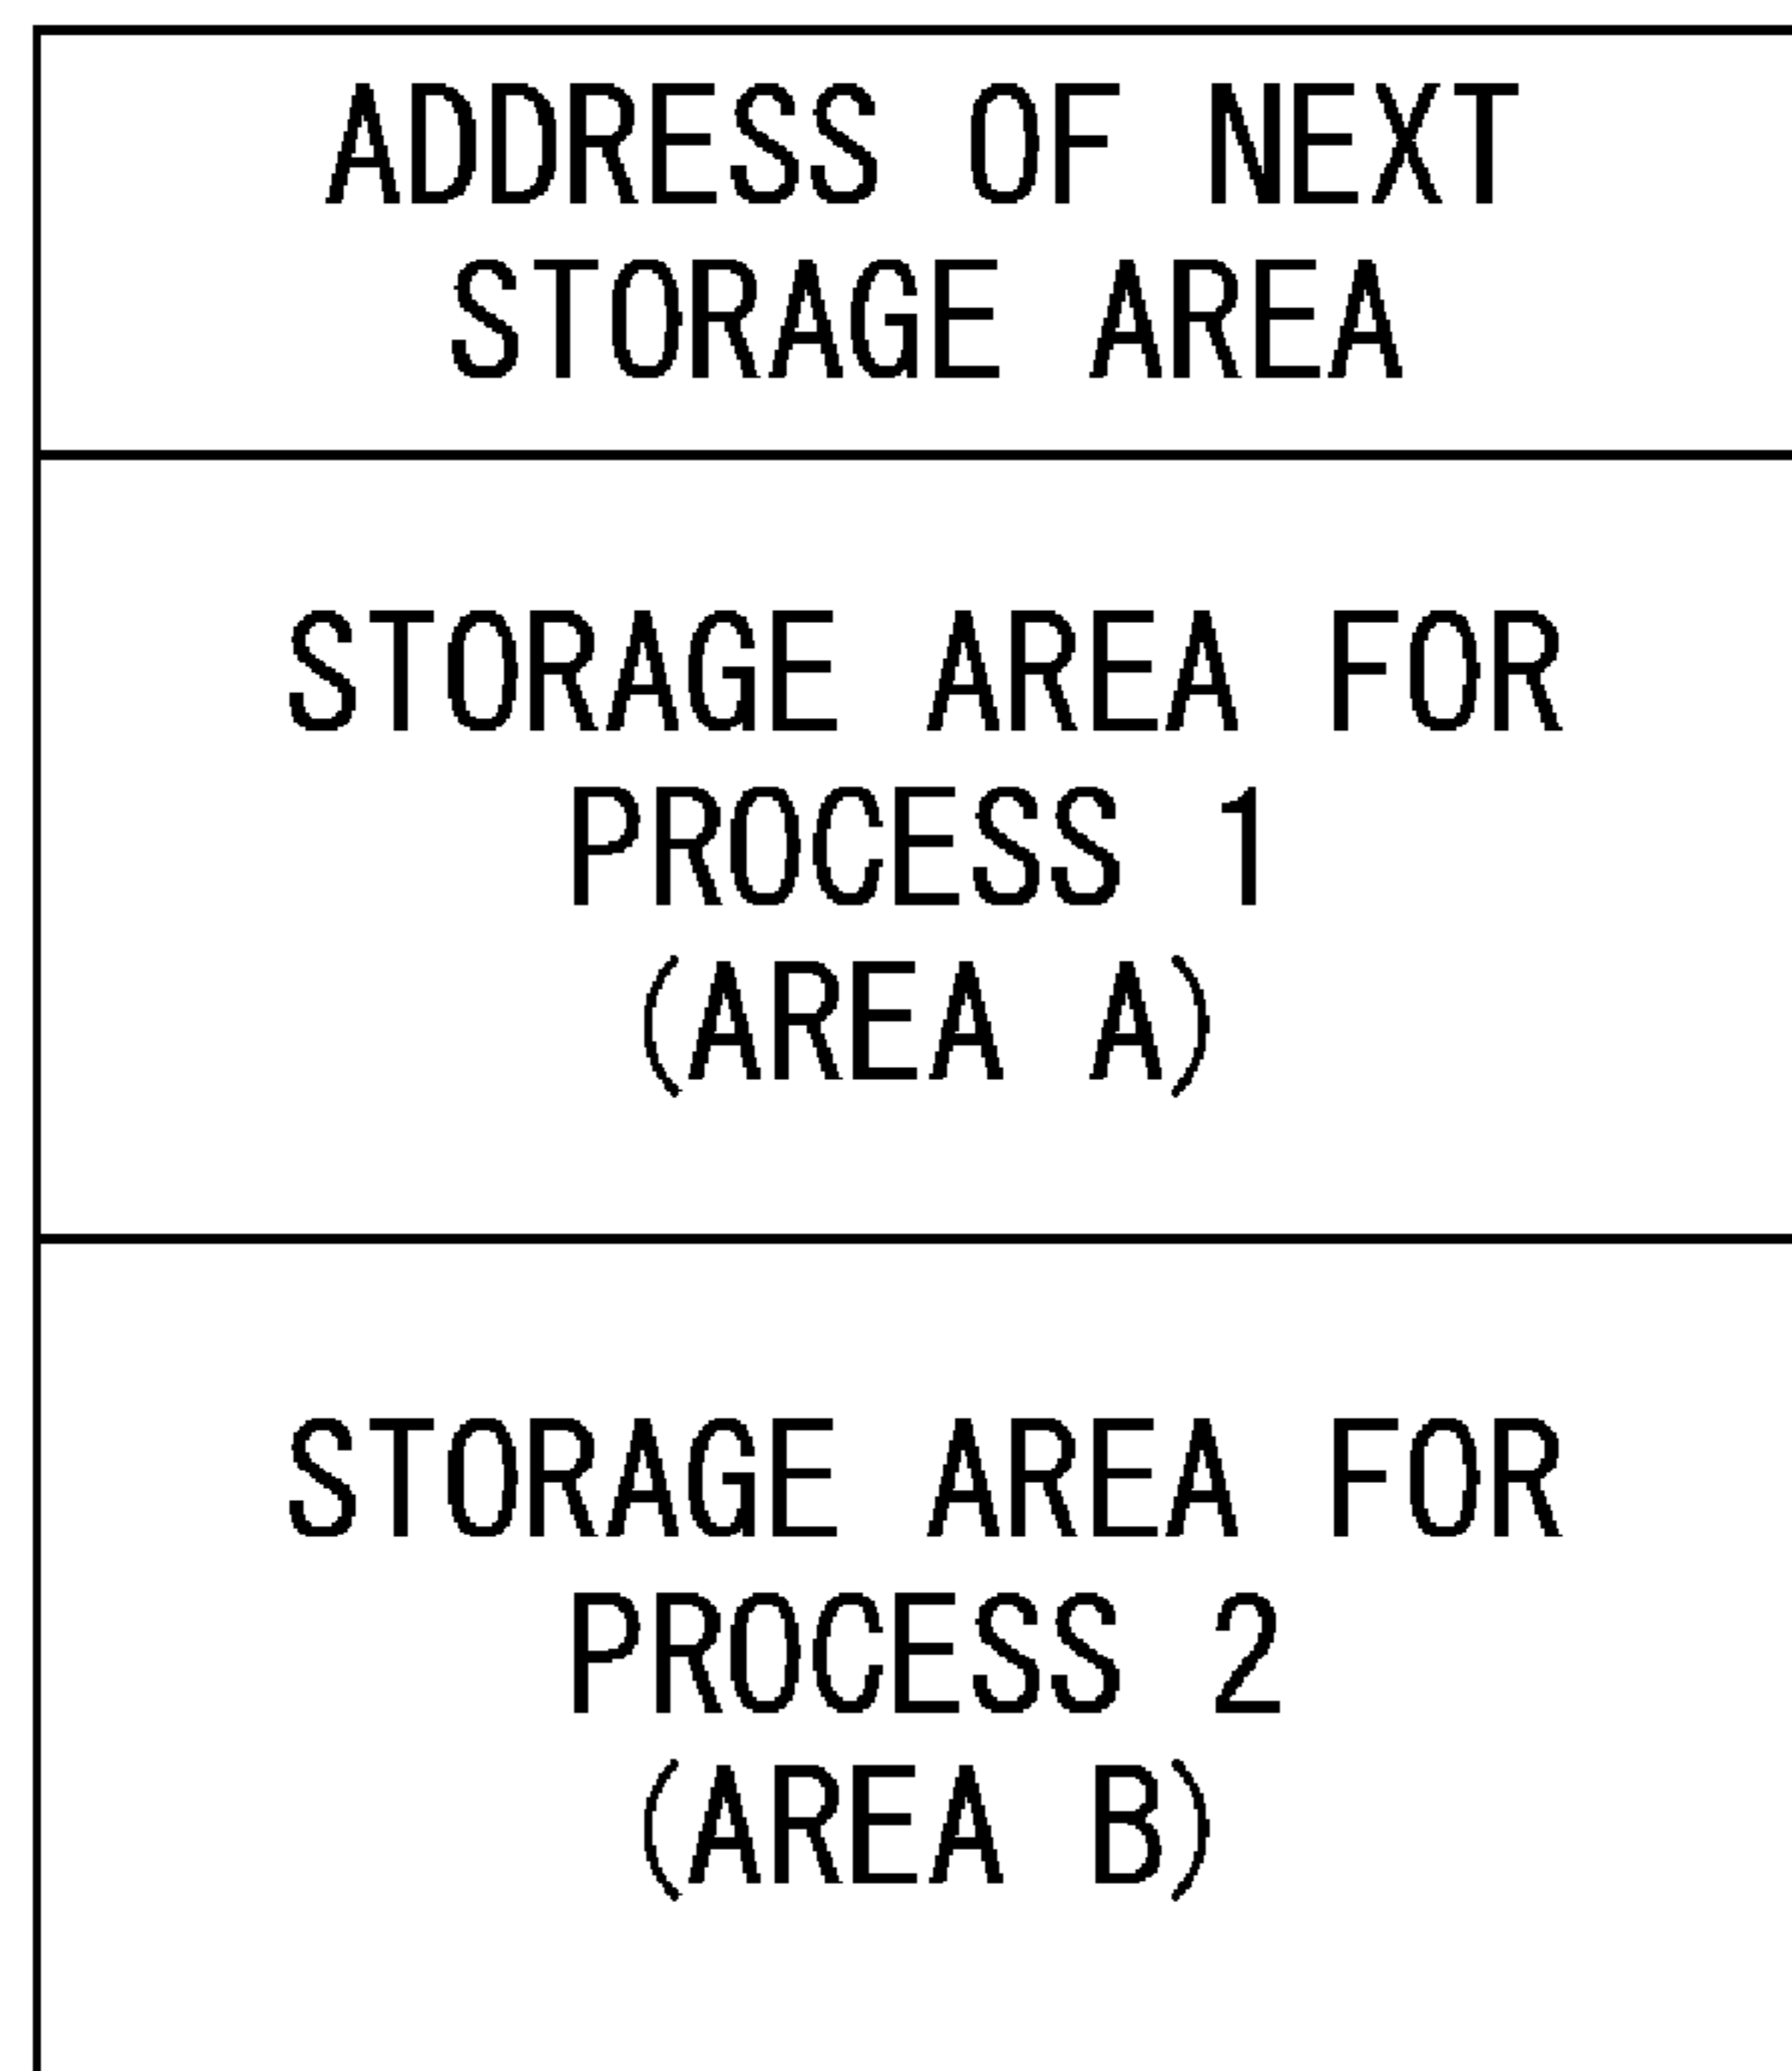 ADDRESS OF NEXT
STORAGE AREA
STORAGE AREA FOR
PROCESS 1
(AREA A)
STORAGE AREA FOR
PROCESS 2
(AREA B)